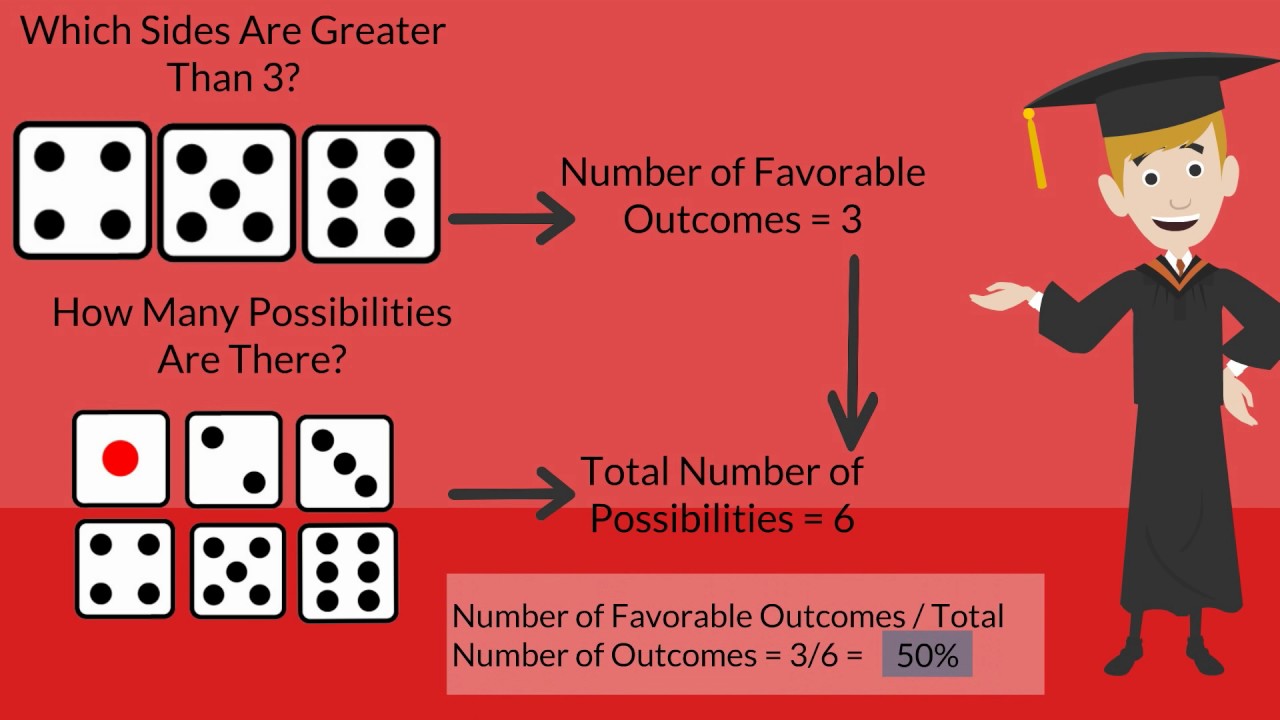 Which Sides Are Greater
Than 3?
Number of Favorable
Outcomes = 3
How Many Possibilities
Are There?
Total Number of
Possibilities = 6
Number of Favorable Outcomes / Total
Number of Outcomes = 3/6 = 50%